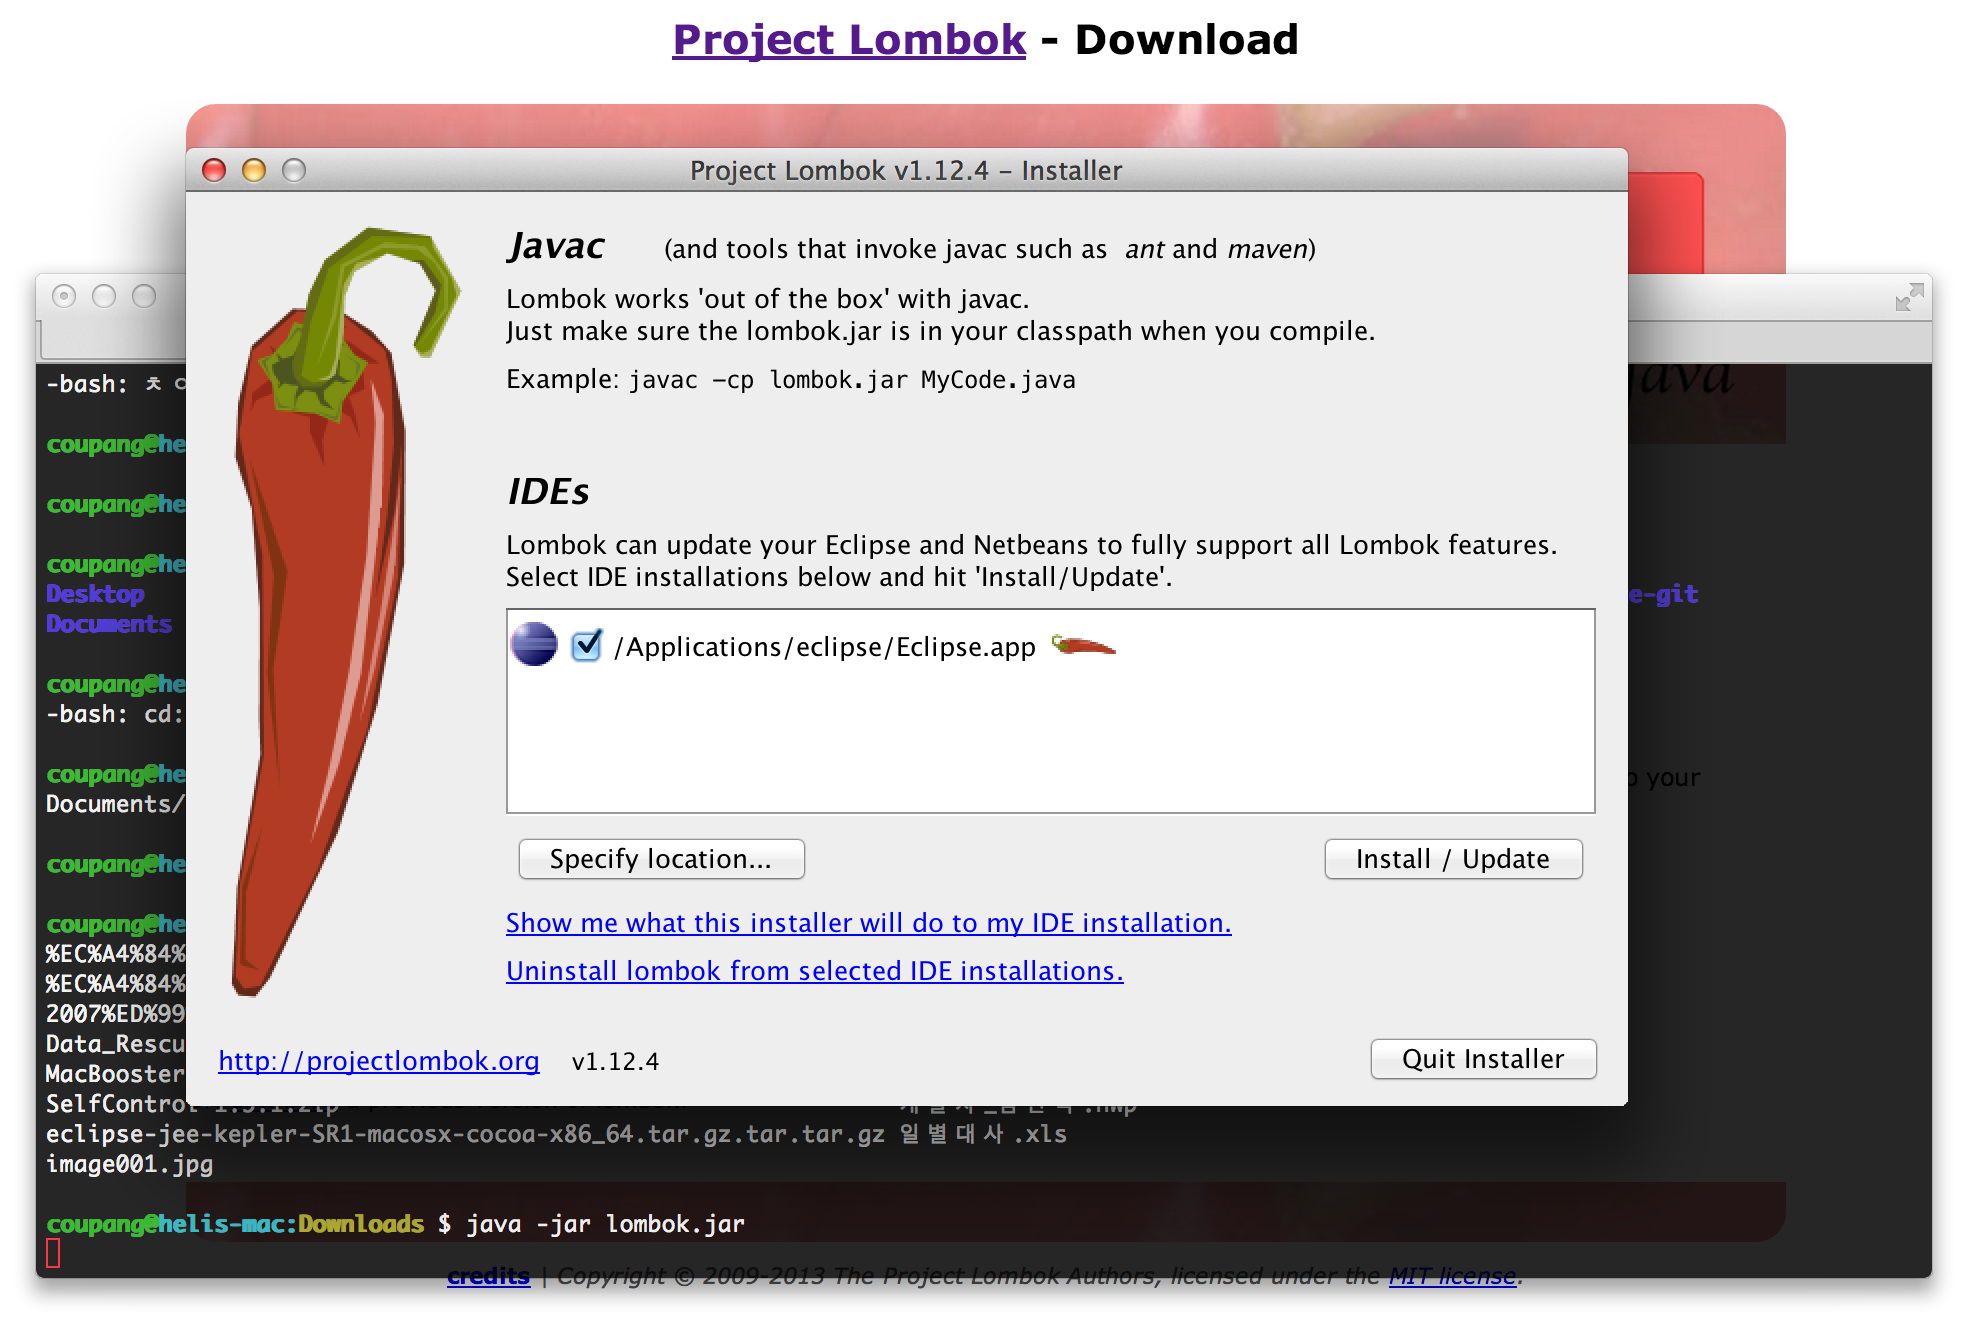 Project Lombok - Download
Project Lombok v1.12.4 – Installer
Javac (and tools that invoke javac such as ant and maven)
Lombok works 'out of the box' with javac.
Just make sure the lombok.jar is in your classpath when you compile.
Example: javac -cp lombok.jar MyCode.java
IDEs
Lombok can update your Eclipse and Netbeans to fully support all Lombok features.
Select IDE installations below and hit 'Install/Update'.
/Applications/eclipse/Eclipse.app
Specify location...
Install / Update
Show me what this installer will do to my IDE installation.
Uninstall lombok from selected IDE installations.
http://projectlombok.org v1.12.4
Quit Installer
java
-bash: ㅊ
coupang@he
coupang@he
coupang@he
Desktop
e-git
Documents
coupang@he
-bash: cd:
coupang@he
your
Documents/
coupang@he
coupang@he
%EC%A4%84%
%EC%A4%84%
2007%ED%99
Data_Rescu
MacBooster
SelfControl
eclipse-jee-kepler-SR1-macosx-cocoa-x86_64.tar.gz.tar.tar.gz 일별대사.xls
image001.jpg
coupang@helis-mac:Downloads $ java -jar lombok.jar
credits | Copyright © 2009-2013 The Project Lombok Authors, licensed under the MIT license.